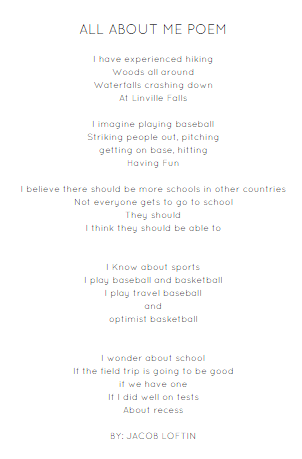 ALL ABOUT ME POEM
I have experienced hiking
Woods all around
Waterfalls crashing down
At Linville Falls
I imagine playing baseball
Striking people out, pitching
getting on base, hitting
Having Fun
I believe there should be more schools in other countries
Not everyone gets to go to school
They should
I think they should be able to
I Know about sports
I play baseball and basketball
I play travel baseball
and
optimist basketball
I wonder about school
If the field trip is going to be good
if we have one
If I did well on tests
About recess
BY: JACOB LOFTIN